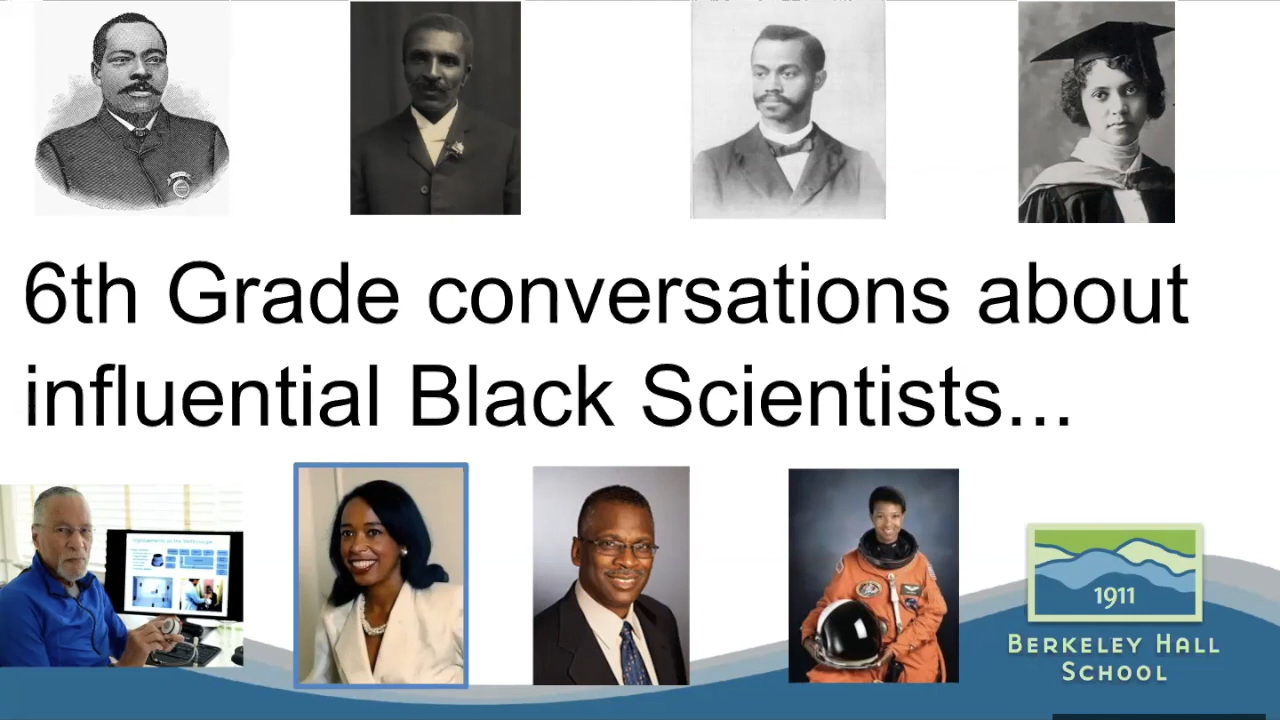 6th Grade conversations about
influential Black Scientists...
1911
BERKELEY HALL
SCHOOL